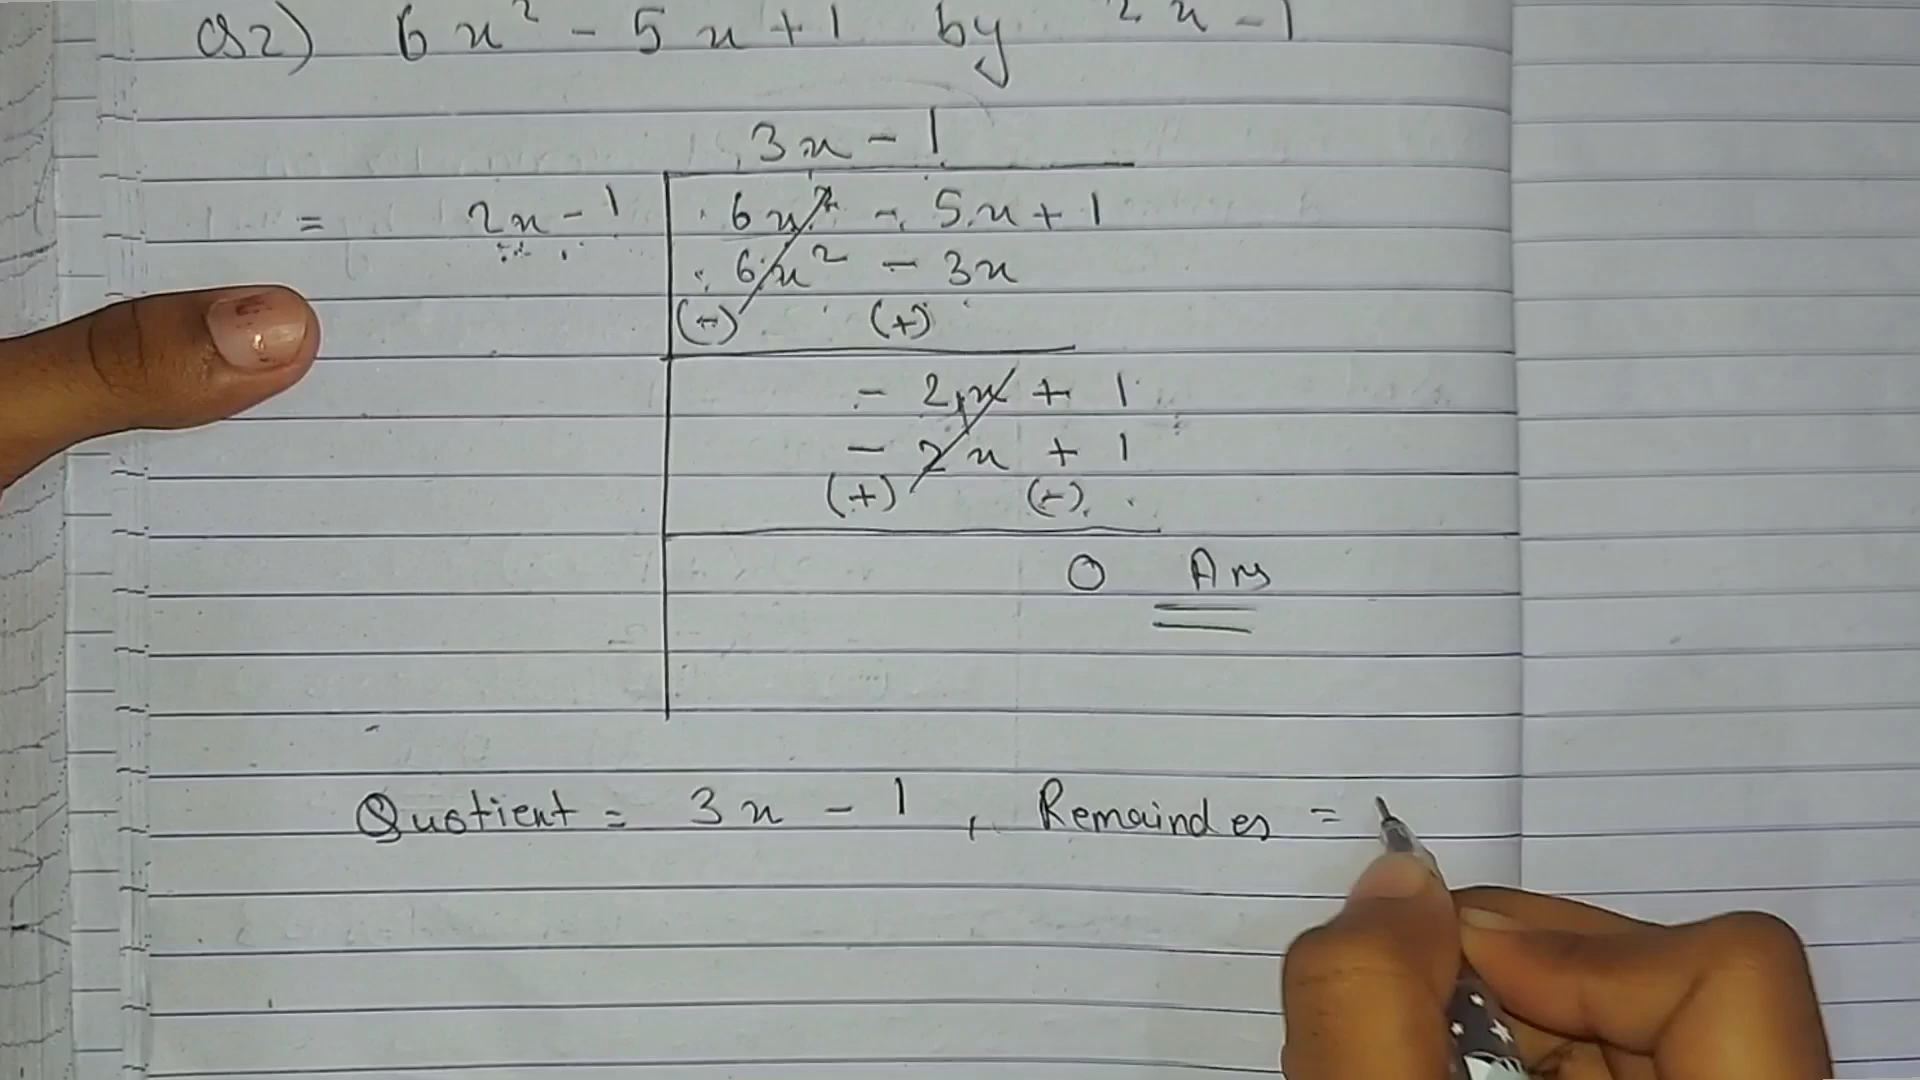 Q2) 6x² - 5x + 1 by 2x - 1
3x - 1
= 2x - 1 6x² - 5x + 1
6x² - 3x
(-) (+)
- 2x + 1
- 2x + 1
(+) (-)
0 Ans
Quotient = 3x - 1, Remainder =